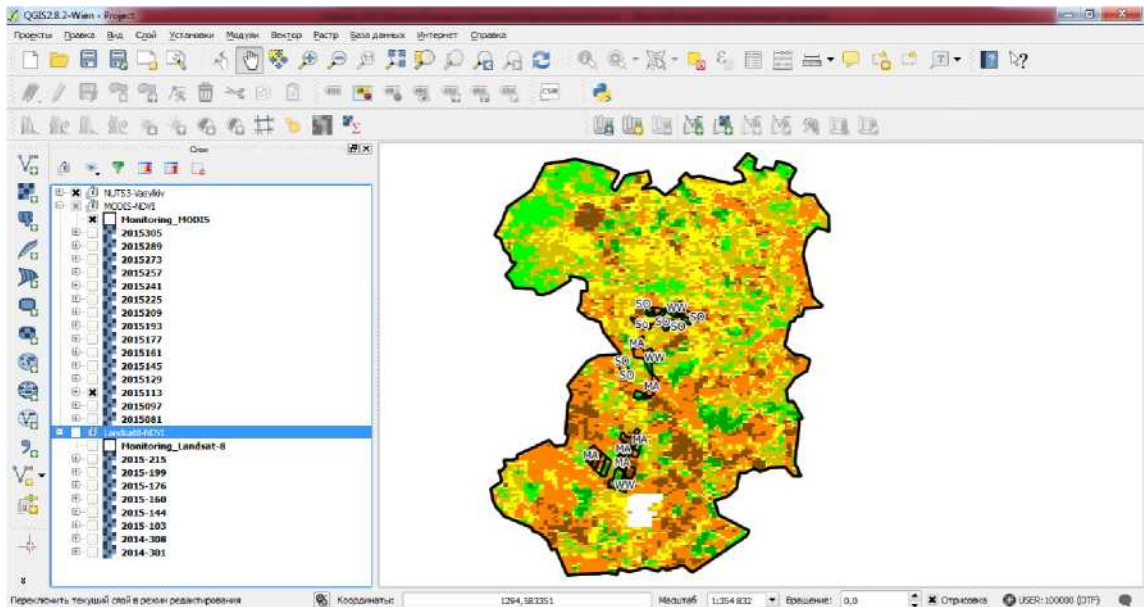 QGIS2.8.2-Wien - Project
Проекты Правка Вид Слой Установки Модули Вектор Растр База данных Интернет Справка
CSW
Слои
NUTS3-Vasylkiv
MODIS-NDVI
Monitoring_MODIS
2015305
2015289
2015273
2015257
2015241
2015225
2015209
2015193
2015177
2015161
2015145
2015129
2015113
2015097
2015081
Landsat8-NDVI
Monitoring_Landsat-8
2015-215
2015-199
2015-176
2015-160
2015-144
2015-103
2014-308
2014-301
SO WW
SO SO SO SO
MA
SO WW
SO
MA
MA
MA MA
MA
WW
Переключить текущий слой в режим редактирования Координаты: 1294,583351 Масштаб 1:354 832 Вращение: 0,0 Отрисовка USER:100000 (OTF)